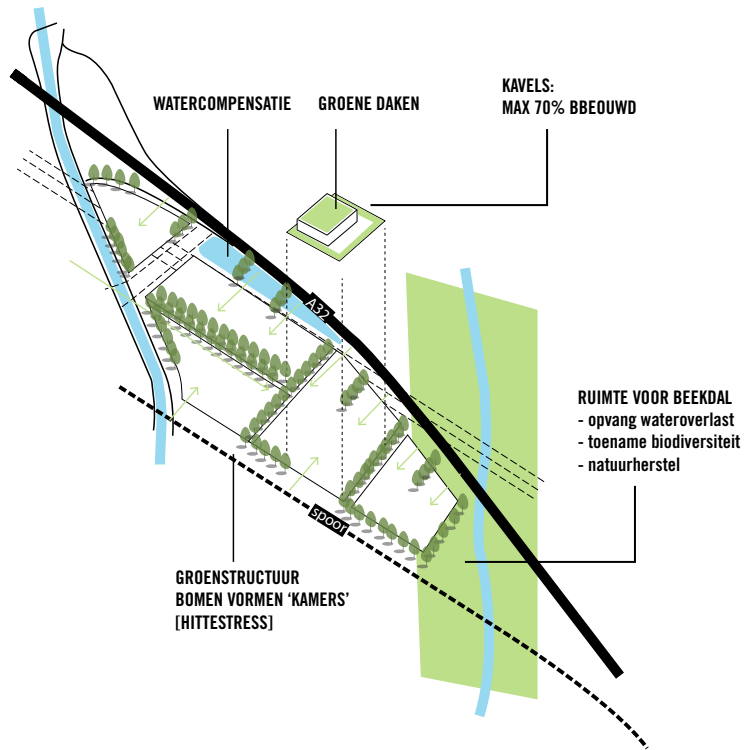 KAVELS:
MAX 70% BBEOUWD
WATERCOMPENSATIE
GROENE DAKEN
A32
RUIMTE VOOR BEEKDAL
- opvang wateroverlast
- toename biodiversiteit
- natuurherstel
spoor
GROENSTRUCTUUR
BOMEN VORMEN ‘KAMERS’
[HITTESTRESS]